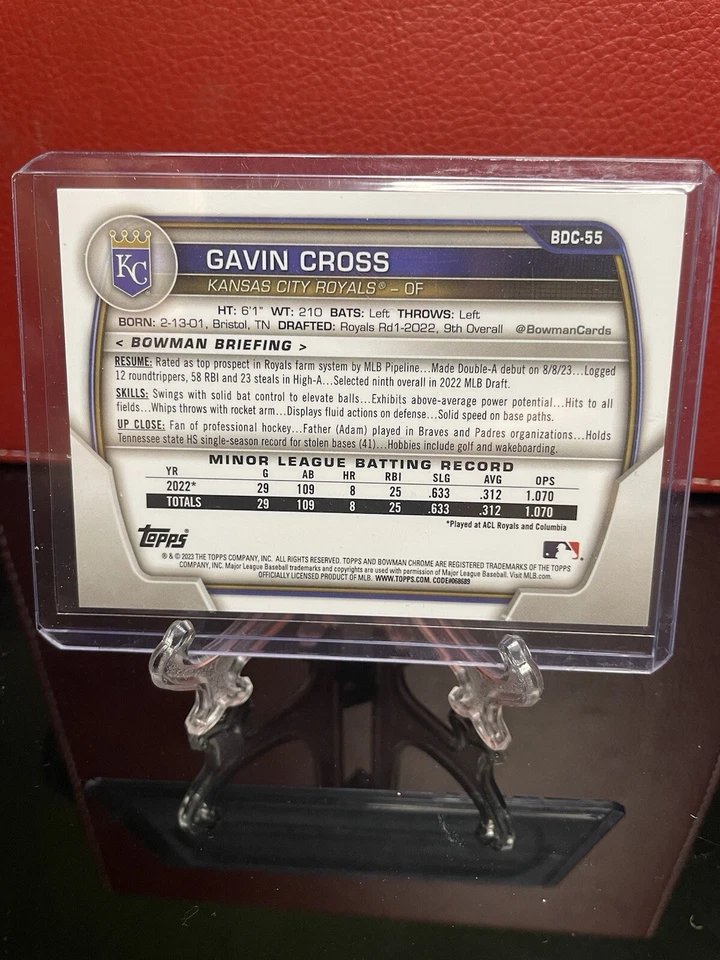 BDC-55
KC
GAVIN CROSS
KANSAS CITY ROYALS® – OF
HT: 6'1" WT: 210 BATS: Left THROWS: Left
BORN: 2-13-01, Bristol, TN DRAFTED: Royals Rd1-2022, 9th Overall @BowmanCards
< BOWMAN BRIEFING >
RESUME: Rated as top prospect in Royals farm system by MLB Pipeline...Made Double-A debut on 8/8/23...Logged
12 roundtrippers, 58 RBI and 23 steals in High-A...Selected ninth overall in 2022 MLB Draft.
SKILLS: Swings with solid bat control to elevate balls...Exhibits above-average power potential...Hits to all
fields...Whips throws with rocket arm...Displays fluid actions on defense...Solid speed on base paths.
UP CLOSE: Fan of professional hockey...Father (Adam) played in Braves and Padres organizations...Holds
Tennessee state HS single-season record for stolen bases (41)...Hobbies include golf and wakeboarding.
MINOR LEAGUE BATTING RECORD
YR G AB HR RBI SLG AVG OPS
2022* 29 109 8 25 .633 .312 1.070
TOTALS 29 109 8 25 .633 .312 1.070
*Played at ACL Royals and Columbia
Topps®
® & © 2023 THE TOPPS COMPANY, INC. ALL RIGHTS RESERVED. TOPPS AND BOWMAN CHROME ARE REGISTERED TRADEMARKS OF THE TOPPS
COMPANY, INC. Major League Baseball trademarks and copyrights are used with permission of Major League Baseball. Visit MLB.com.
OFFICIALLY LICENSED PRODUCT OF MLB. WWW.TOPPS.COM. CODE#068689